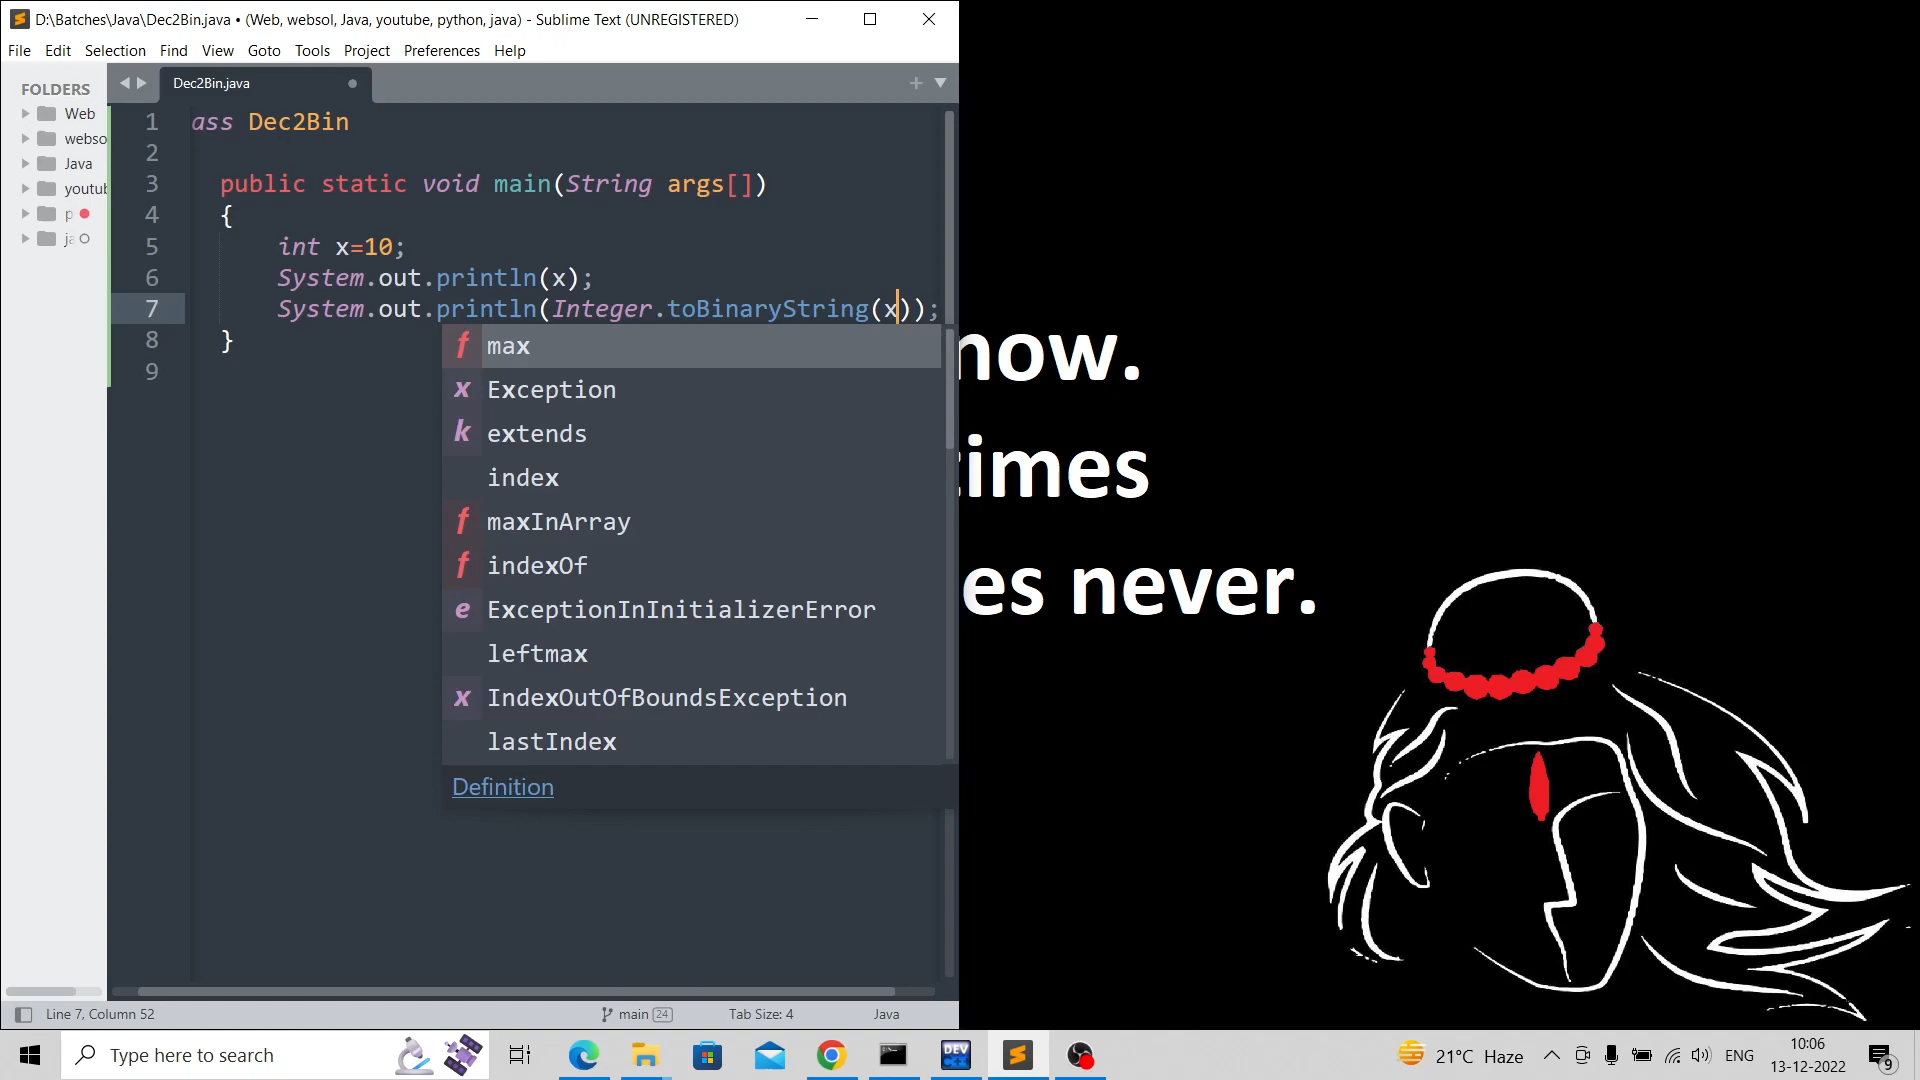 D:\Batches\Java\Dec2Bin.java • (Web, websol, Java, youtube, python, java) - Sublime Text (UNREGISTERED)
File Edit Selection Find View Goto Tools Project Preferences Help
FOLDERS
Web
webso
Java
youtub
p
ja
Dec2Bin.java
1 ass Dec2Bin
2
3 public static void main(String args[])
4 {
5 int x=10;
6 System.out.println(x);
7 System.out.println(Integer.toBinaryString(x));
8 }
9
f max
x Exception
k extends
index
f maxInArray
f indexOf
e ExceptionInInitializerError
leftmax
x IndexOutOfBoundsException
lastIndex
Definition
now.
times
es never.
Line 7, Column 52 main 24 Tab Size: 4 Java
Type here to search
DEV
21°C Haze ENG
10:06
13-12-2022
9